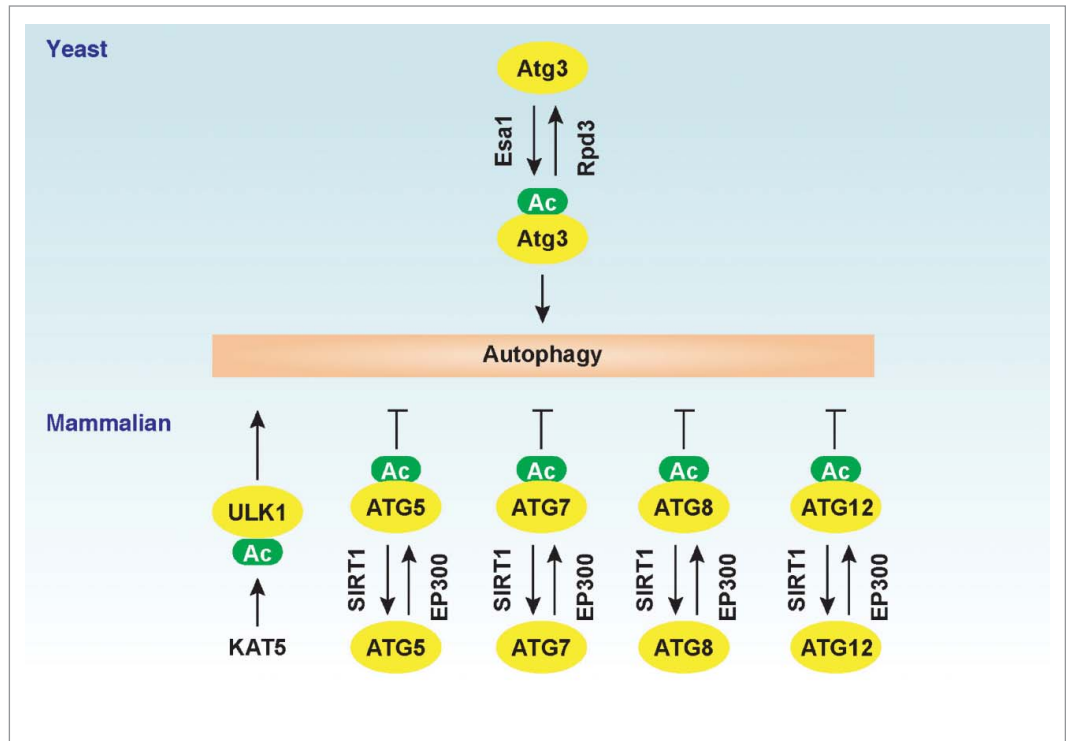 Yeast
Atg3
Esa1
Rpd3
Ac
Atg3
Autophagy
Mammalian
Ac
Ac
Ac
Ac
ULK1
ATG5
ATG7
ATG8
ATG12
Ac
SIRT1
EP300
SIRT1
EP300
SIRT1
EP300
SIRT1
EP300
KAT5
ATG5
ATG7
ATG8
ATG12